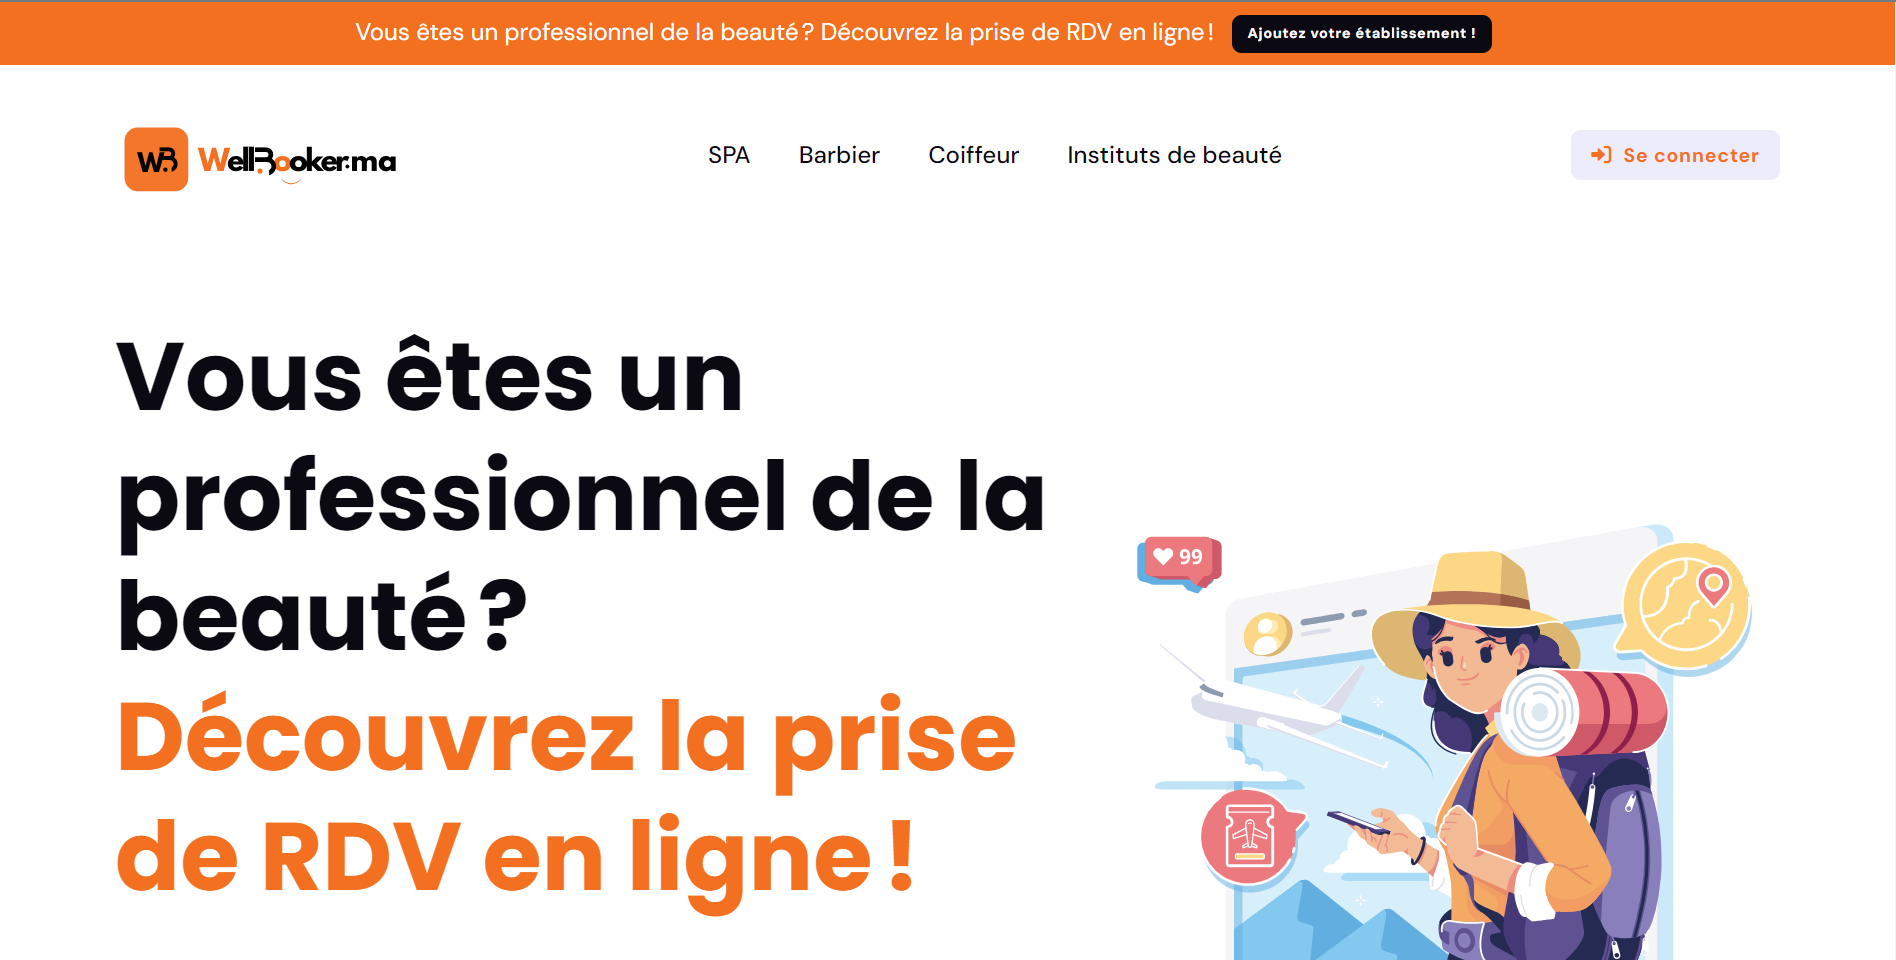 Vous êtes un professionnel de la beauté ? Découvrez la prise de RDV en ligne !
Ajoutez votre établissement !
WB
WellBooker.ma
SPA
Barbier
Coiffeur
Instituts de beauté
Se connecter
Vous êtes un
professionnel de la
beauté ?
Découvrez la prise
de RDV en ligne !
99